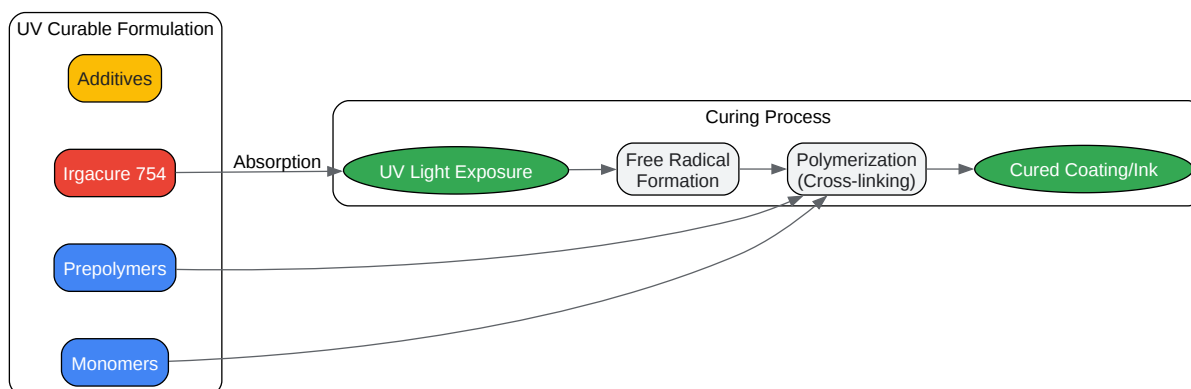 UV Curable Formulation
Additives
Irgacure 754
Prepolymers
Monomers
Absorption
Curing Process
UV Light Exposure
Free Radical
Formation
Polymerization
(Cross-linking)
Cured Coating/Ink